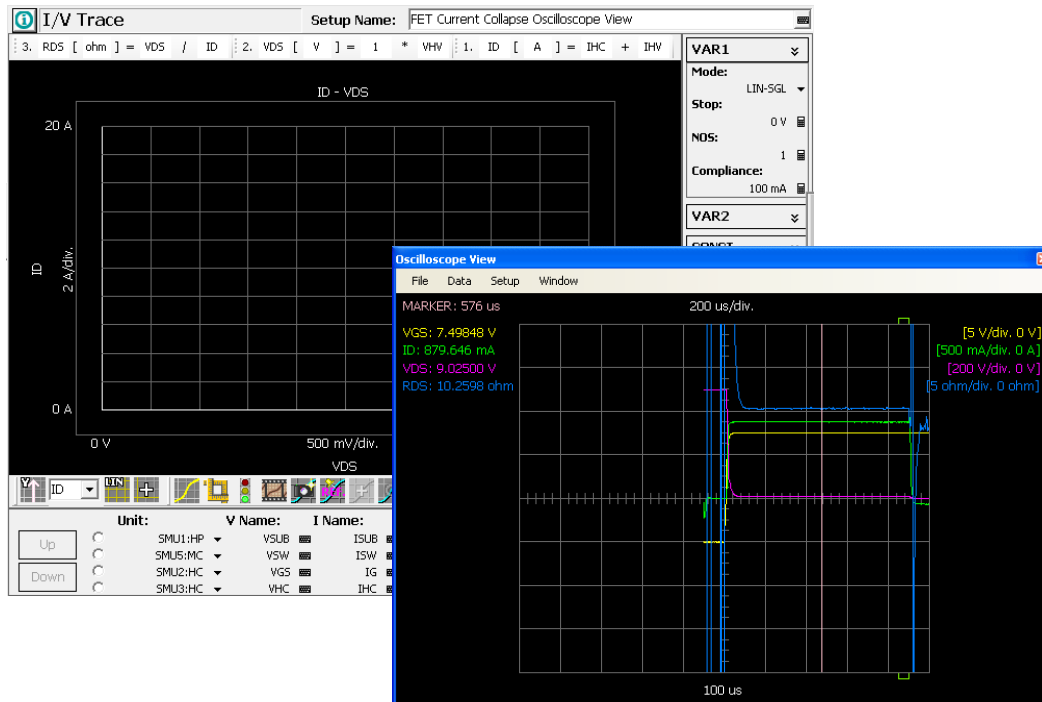 I/V Trace
Setup Name: FET Current Collapse Oscilloscope View
3. RDS [ ohm ] = VDS / ID 2. VDS [ V ] = 1 * VHV 1. ID [ A ] = IHC + IHV
VAR1
Mode:
LIN-SGL
Stop:
0 V
NOS:
1
Compliance:
100 mA
VAR2
ID - VDS
20 A
ID
2 A/div.
0 A
0 V
500 mV/div.
VDS
Y
ID
LIN
Unit: V Name: I Name:
Up
Down
SMU1:HP VSUB ISUB
SMU5:MC VSW ISW
SMU2:HC VGS IG
SMU3:HC VHC IHC
Oscilloscope View
File Data Setup Window
MARKER: 576 us
200 us/div.
VGS: 7.49848 V
ID: 879.646 mA
VDS: 9.02500 V
RDS: 10.2598 ohm
[5 V/div. 0 V]
[500 mA/div. 0 A]
[200 V/div. 0 V]
[5 ohm/div. 0 ohm]
100 us